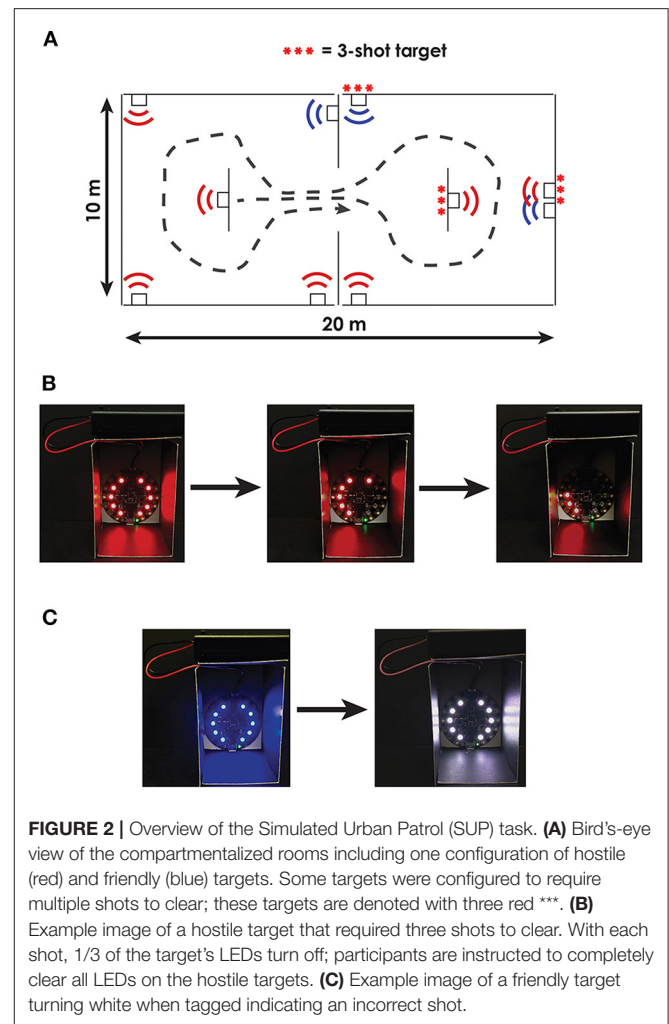 A
*** = 3-shot target
***
10 m
***
***
20 m
B
C
FIGURE 2 | Overview of the Simulated Urban Patrol (SUP) task. (A) Bird's-eye
view of the compartmentalized rooms including one configuration of hostile
(red) and friendly (blue) targets. Some targets were configured to require
multiple shots to clear; these targets are denoted with three red ***. (B)
Example image of a hostile target that required three shots to clear. With each
shot, 1/3 of the target's LEDs turn off; participants are instructed to completely
clear all LEDs on the hostile targets. (C) Example image of a friendly target
turning white when tagged indicating an incorrect shot.